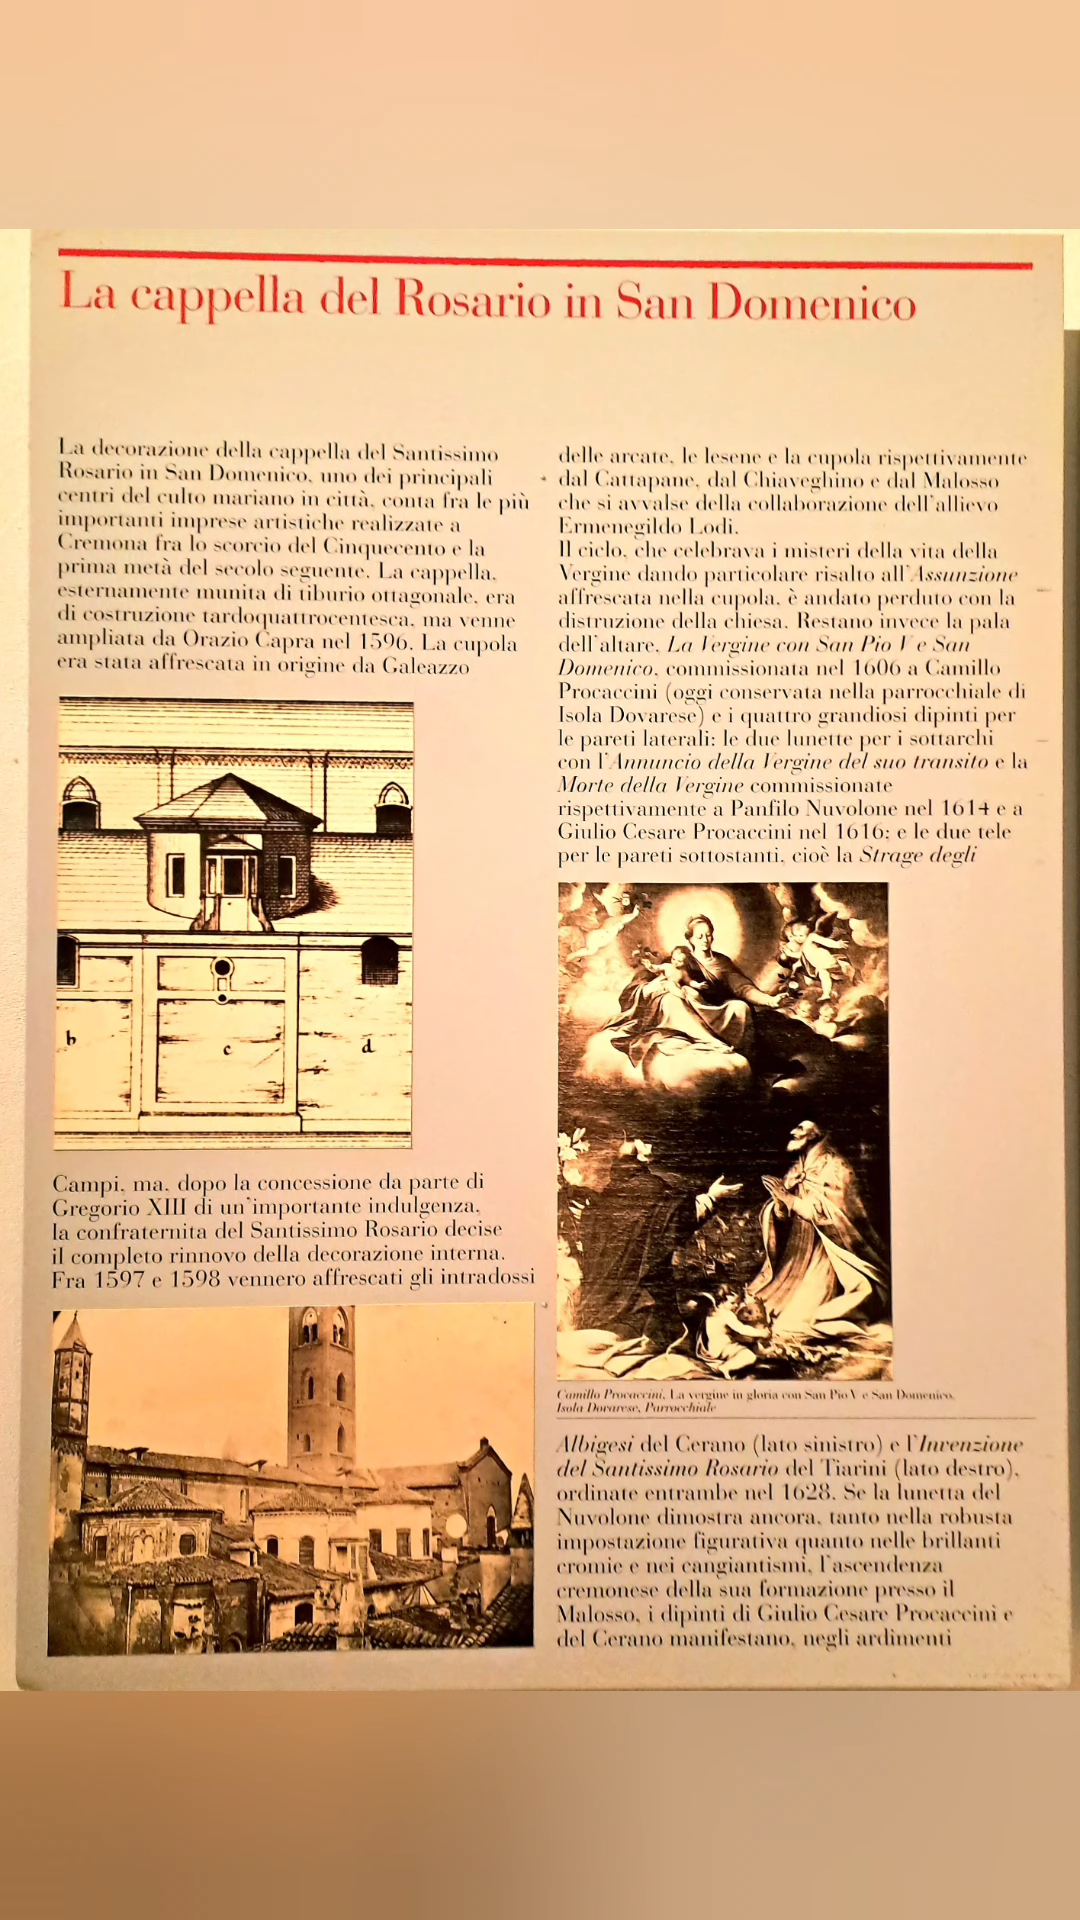 La cappella del Rosario in San Domenico
La decorazione della cappella del Santissimo
Rosario in San Domenico, uno dei principali
centri del culto mariano in città, conta fra le più
importanti imprese artistiche realizzate a
Cremona fra lo scorcio del Cinquecento e la
prima metà del secolo seguente. La cappella,
esternamente munita di tiburio ottagonale, era
di costruzione tardoquattrocentesca, ma venne
ampliata da Orazio Capra nel 1596. La cupola
era stata affrescata in origine da Galeazzo
b
c
d
Campi, ma, dopo la concessione da parte di
Gregorio XIII di un'importante indulgenza,
la confraternita del Santissimo Rosario decise
il completo rinnovo della decorazione interna.
Fra 1597 e 1598 vennero affrescati gli intradossi
delle arcate, le lesene e la cupola rispettivamente
dal Cattapane, dal Chiaveghino e dal Malosso
che si avvalse della collaborazione dell'allievo
Ermenegildo Lodi.
Il ciclo, che celebrava i misteri della vita della
Vergine dando particolare risalto all'Assunzione
affrescata nella cupola, è andato perduto con la
distruzione della chiesa. Restano invece la pala
dell'altare, La Vergine con San Pio V e San
Domenico, commissionata nel 1606 a Camillo
Procaccini (oggi conservata nella parrocchiale di
Isola Dovarese) e i quattro grandiosi dipinti per
le pareti laterali: le due lunette per i sottarchi
con l'Annuncio della Vergine del suo transito e la
Morte della Vergine commissionate
rispettivamente a Panfilo Nuvolone nel 1614 e a
Giulio Cesare Procaccini nel 1616; e le due tele
per le pareti sottostanti, cioè la Strage degli
Camillo Procaccini, La vergine in gloria con San Pio V e San Domenico,
Isola Dovarese, Parrocchiale
Albigesi del Cerano (lato sinistro) e l'Invenzione
del Santissimo Rosario del Tiarini (lato destro),
ordinate entrambe nel 1628. Se la lunetta del
Nuvolone dimostra ancora, tanto nella robusta
impostazione figurativa quanto nelle brillanti
cromie e nei cangiantismi, l'ascendenza
cremonese della sua formazione presso il
Malosso, i dipinti di Giulio Cesare Procaccini e
del Cerano manifestano, negli ardimenti